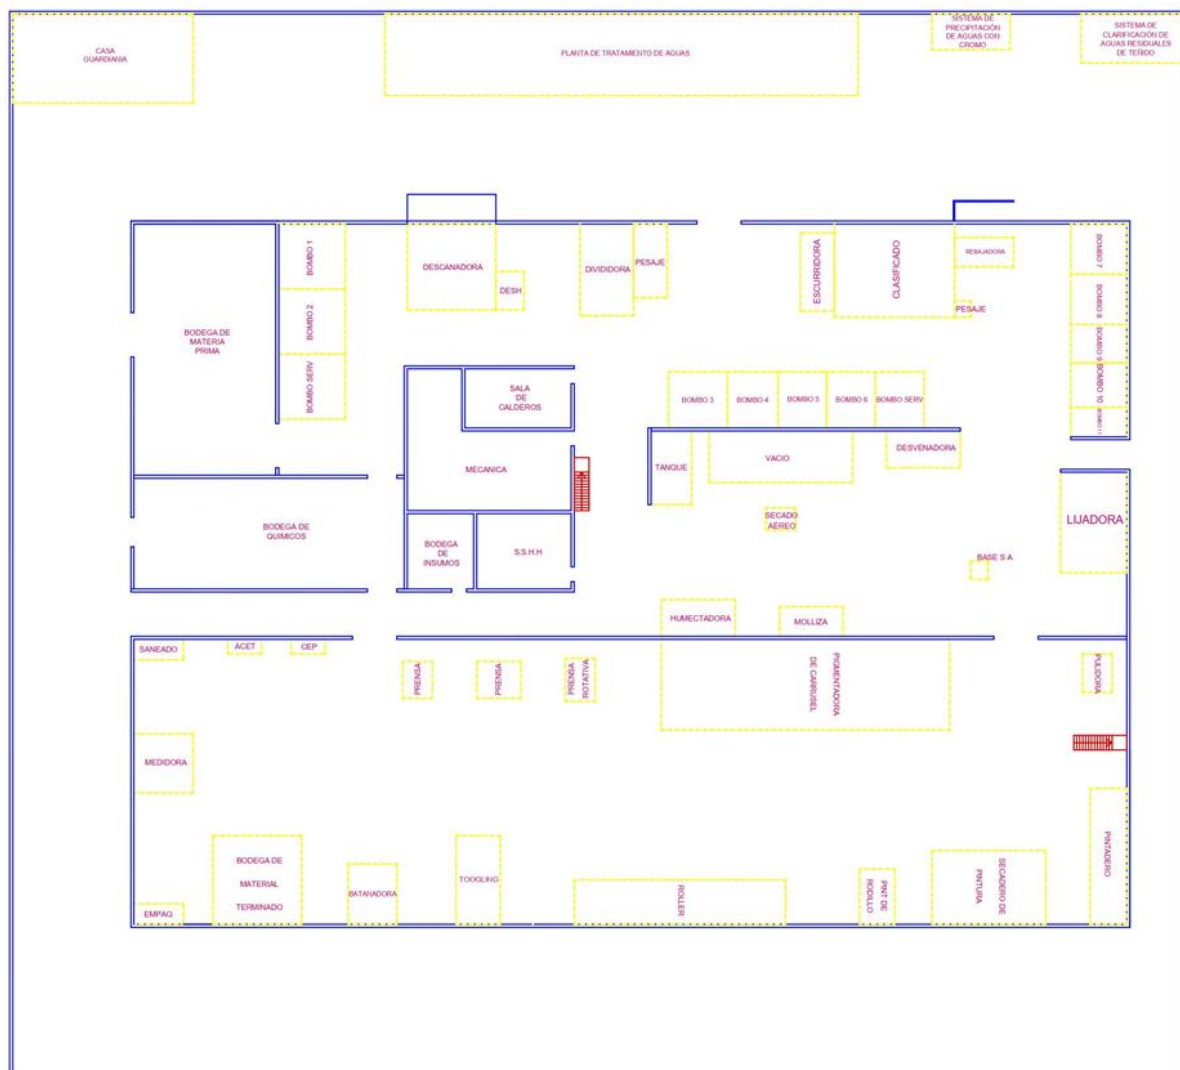 CASA
GUARDIANIA
PLANTA DE TRATAMIENTO DE AGUAS
SISTEMA DE
PRECIPITACIÓN
DE AGUAS CON
CROMO
SISTEMA DE
CLARIFICACIÓN DE
AGUAS RESIDUALES
DE TEÑIDO
BODEGA DE
MATERIA
PRIMA
BOMBO 1
BOMBO 2
BOMBO SERV
DESCANADORA
DESH
DIVIDIDORA
PESAJE
ESCURRIDORA
CLASIFICADO
REBAJADORA
PESAJE
BOMBO 7
BOMBO 8
BOMBO 9
BOMBO 10
BOMBO 11
SALA
DE
CALDEROS
MECANICA
BOMBO 3
BOMBO 4
BOMBO 5
BOMBO 6
BOMBO SERV
TANQUE
VACIO
DESVENADORA
SECADO
AÉREO
BODEGA DE
QUIMICOS
BODEGA
DE
INSUMOS
S.S.H.H
LIJADORA
BASE S A
HUMECTADORA
MOLLIZA
SANEADO
ACET
CEP
PRENSA
PRENSA
PRENSA
ROTATIVA
PIGMENTADORA
DE CARRUSEL
PULIDORA
MEDIDORA
BODEGA DE
MATERIAL
TERMINADO
EMPAQ
BATANADORA
TOOGLING
ROLLER
PINT DE
RODILLO
SECADERO DE
PINTURA
PINTADERO